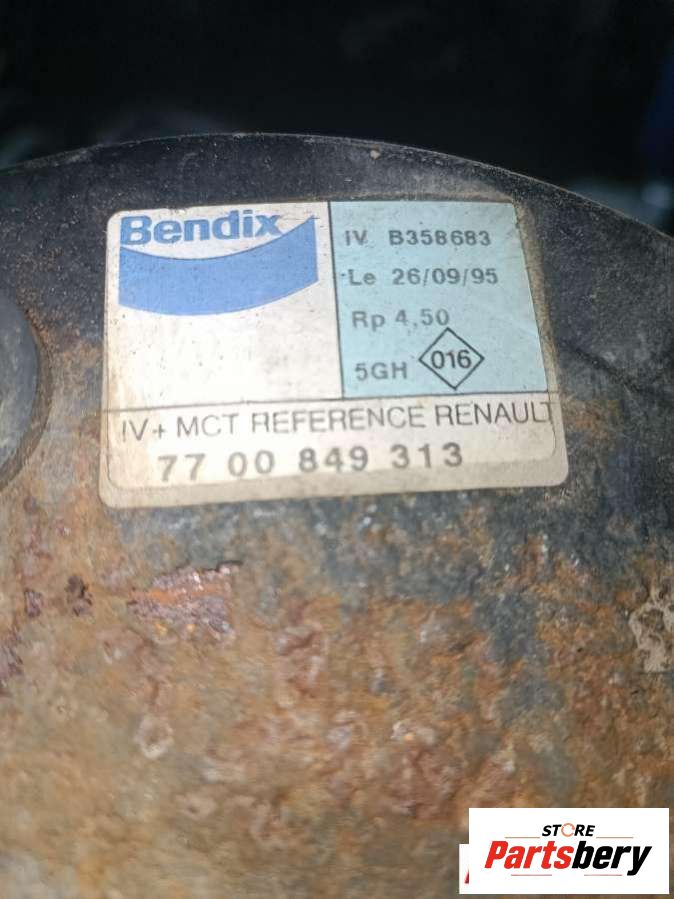 Bendix
IV B358683
Le 26/09/95
Rp 4,50
5GH 016
IV+ MCT REFERENCE RENAULT
77 00 849 313
STORE
Partsbery